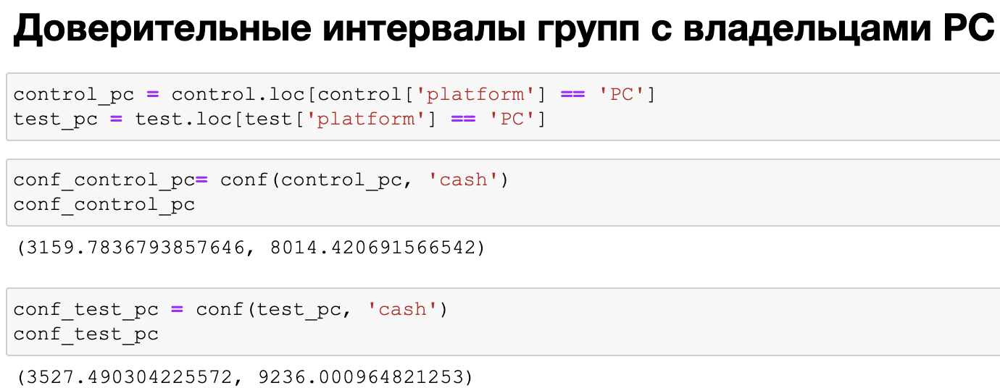 Доверительные интервалы групп с владельцами PC
control_pc = control.loc[control['platform'] == 'PC']
test_pc = test.loc[test['platform'] == 'PC']
conf_control_pc= conf(control_pc, 'cash')
conf_control_pc
(3159.7836793857646, 8014.420691566542)
conf_test_pc = conf(test_pc, 'cash')
conf_test_pc
(3527.490304225572, 9236.000964821253)